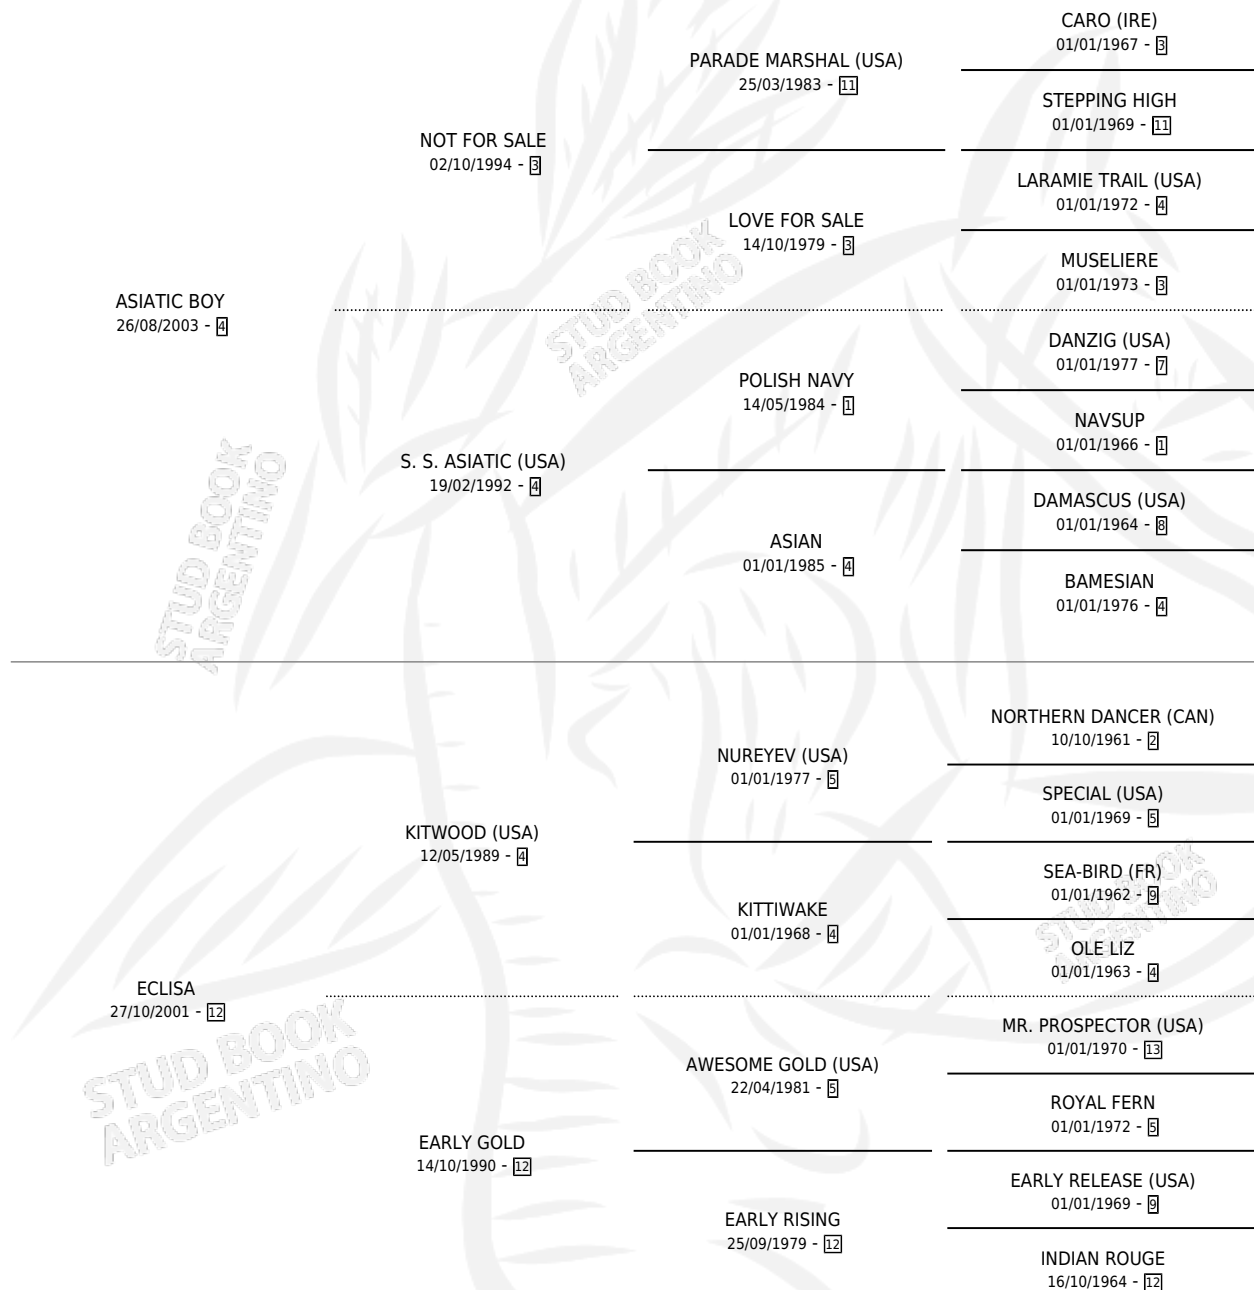 CARO (IRE)
01/01/1967 - 3
PARADE MARSHAL (USA)
25/03/1983 - 11
STEPPING HIGH
01/01/1969 - 11
NOT FOR SALE
02/10/1994 - 3
LARAMIE TRAIL (USA)
01/01/1972 - 4
LOVE FOR SALE
14/10/1979 - 3
MUSELIERE
01/01/1973 - 3
ASIATIC BOY
26/08/2003 - 4
STUD BOOK
ARGENTINO
DANZIG (USA)
01/01/1977 - 7
POLISH NAVY
14/05/1984 - 1
NAVSUP
01/01/1966 - 1
S. S. ASIATIC (USA)
19/02/1992 - 4
DAMASCUS (USA)
01/01/1964 - 8
ASIAN
01/01/1985 - 4
BAMESIAN
01/01/1976 - 4
STUD BOOK
ARGENTINO
NORTHERN DANCER (CAN)
10/10/1961 - 2
NUREYEV (USA)
01/01/1977 - 5
SPECIAL (USA)
01/01/1969 - 5
KITWOOD (USA)
12/05/1989 - 4
SEA-BIRD (FR)
01/01/1962 - 9
KITTIWAKE
01/01/1968 - 4
OLE LIZ
01/01/1963 - 4
STUD BOOK
ARGENTINO
ECLISA
27/10/2001 - 12
MR. PROSPECTOR (USA)
01/01/1970 - 13
AWESOME GOLD (USA)
22/04/1981 - 5
ROYAL FERN
01/01/1972 - 5
STUD BOOK
ARGENTINO
EARLY GOLD
14/10/1990 - 12
EARLY RELEASE (USA)
01/01/1969 - 9
EARLY RISING
25/09/1979 - 12
INDIAN ROUGE
16/10/1964 - 12